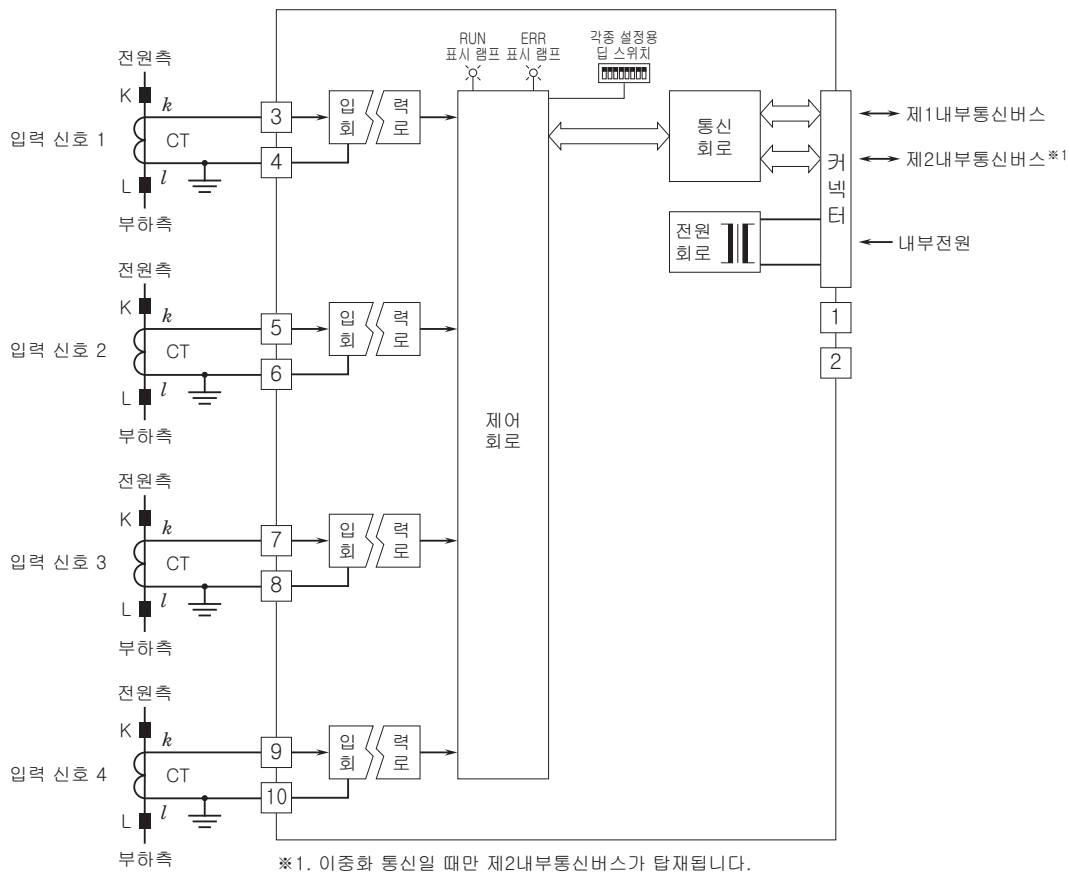 RUN
표시 램프
ERR
표시 램프
각종 설정용
딥 스위치
전원측
K
k
입력 신호 1
CT
L
l
부하측
3
4
입
회
력
로
통신
회로
커
넥
터
제1내부통신버스
제2내부통신버스※1
전원
회로
내부전원
1
2
전원측
K
k
입력 신호 2
CT
L
l
부하측
5
6
입
회
력
로
제어
회로
전원측
K
k
입력 신호 3
CT
L
l
부하측
7
8
입
회
력
로
전원측
K
k
입력 신호 4
CT
L
l
부하측
9
10
입
회
력
로
※1. 이중화 통신일 때만 제2내부통신버스가 탑재됩니다.